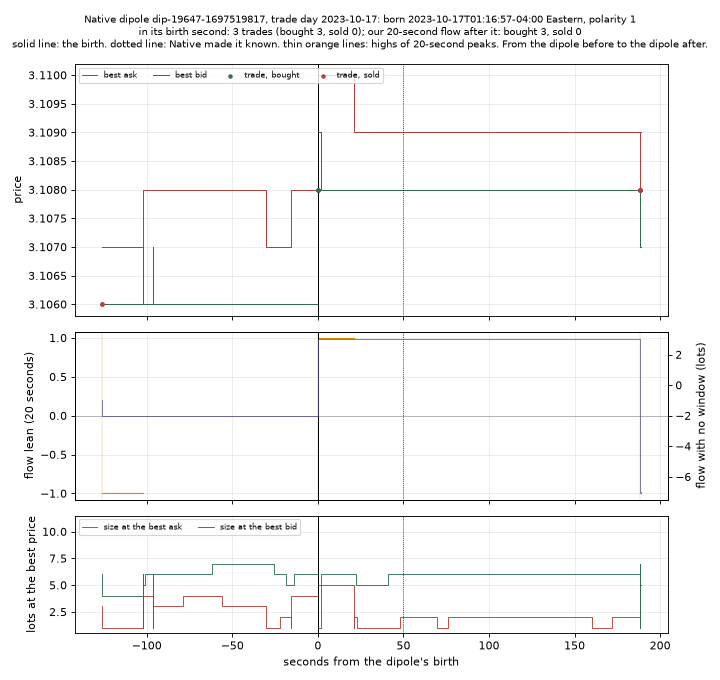 Native dipole dip-19647-1697519817, trade day 2023-10-17: born 2023-10-17T01:16:57-04:00 Eastern, polarity 1
in its birth second: 3 trades (bought 3, sold 0); our 20-second flow after it: bought 3, sold 0
solid line: the birth. dotted line: Native made it known. thin orange lines: highs of 20-second peaks. From the dipole before to the dipole after.
best ask best bid trade, bought trade, sold
3.1100
3.1095
3.1090
3.1085
3.1080
3.1075
3.1070
3.1065
3.1060
price
1.0
0.5
0.0
−0.5
−1.0
flow lean (20 seconds)
2
0
−2
−4
−6
flow with no window (lots)
size at the best ask size at the best bid
10.0
7.5
5.0
2.5
lots at the best price
−100 −50 0 50 100 150 200
seconds from the dipole's birth